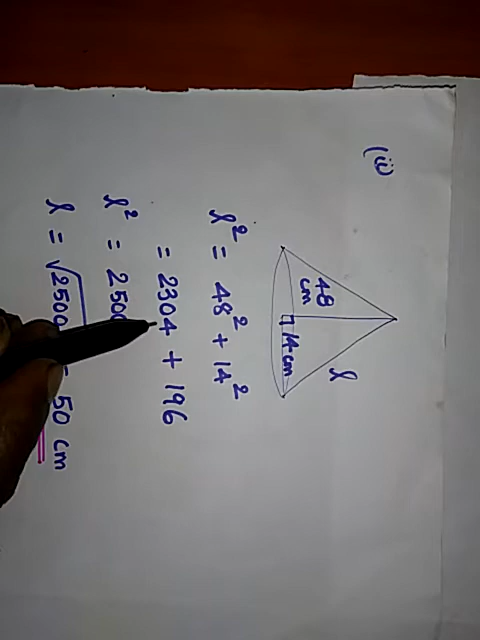 (ii)
48 cm
14 cm
l
l² = 48² + 14²
= 2304 + 196
l² = 2500
l = √2500 = 50 cm